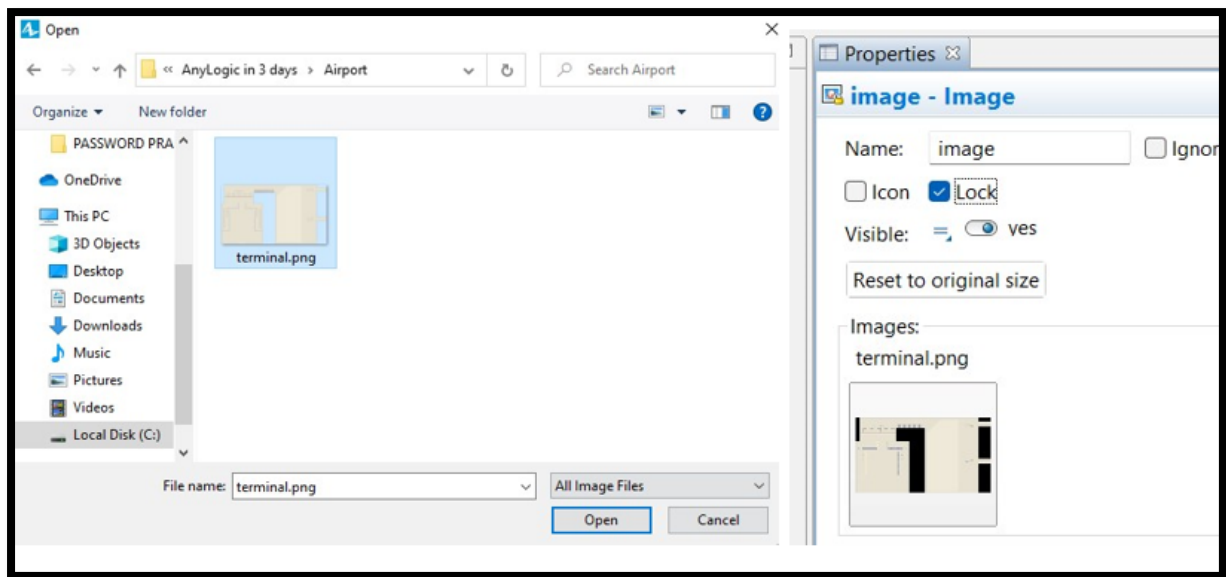 Open
« AnyLogic in 3 days › Airport
Search Airport
Organize
New folder
PASSWORD PRA
OneDrive
This PC
3D Objects
Desktop
Documents
Downloads
Music
Pictures
Videos
Local Disk (C:)
terminal.png
File name: terminal.png
All Image Files
Open Cancel
Properties
image - Image
Name: image Ignor
Icon Lock
Visible: =, yes
Reset to original size
Images:
terminal.png